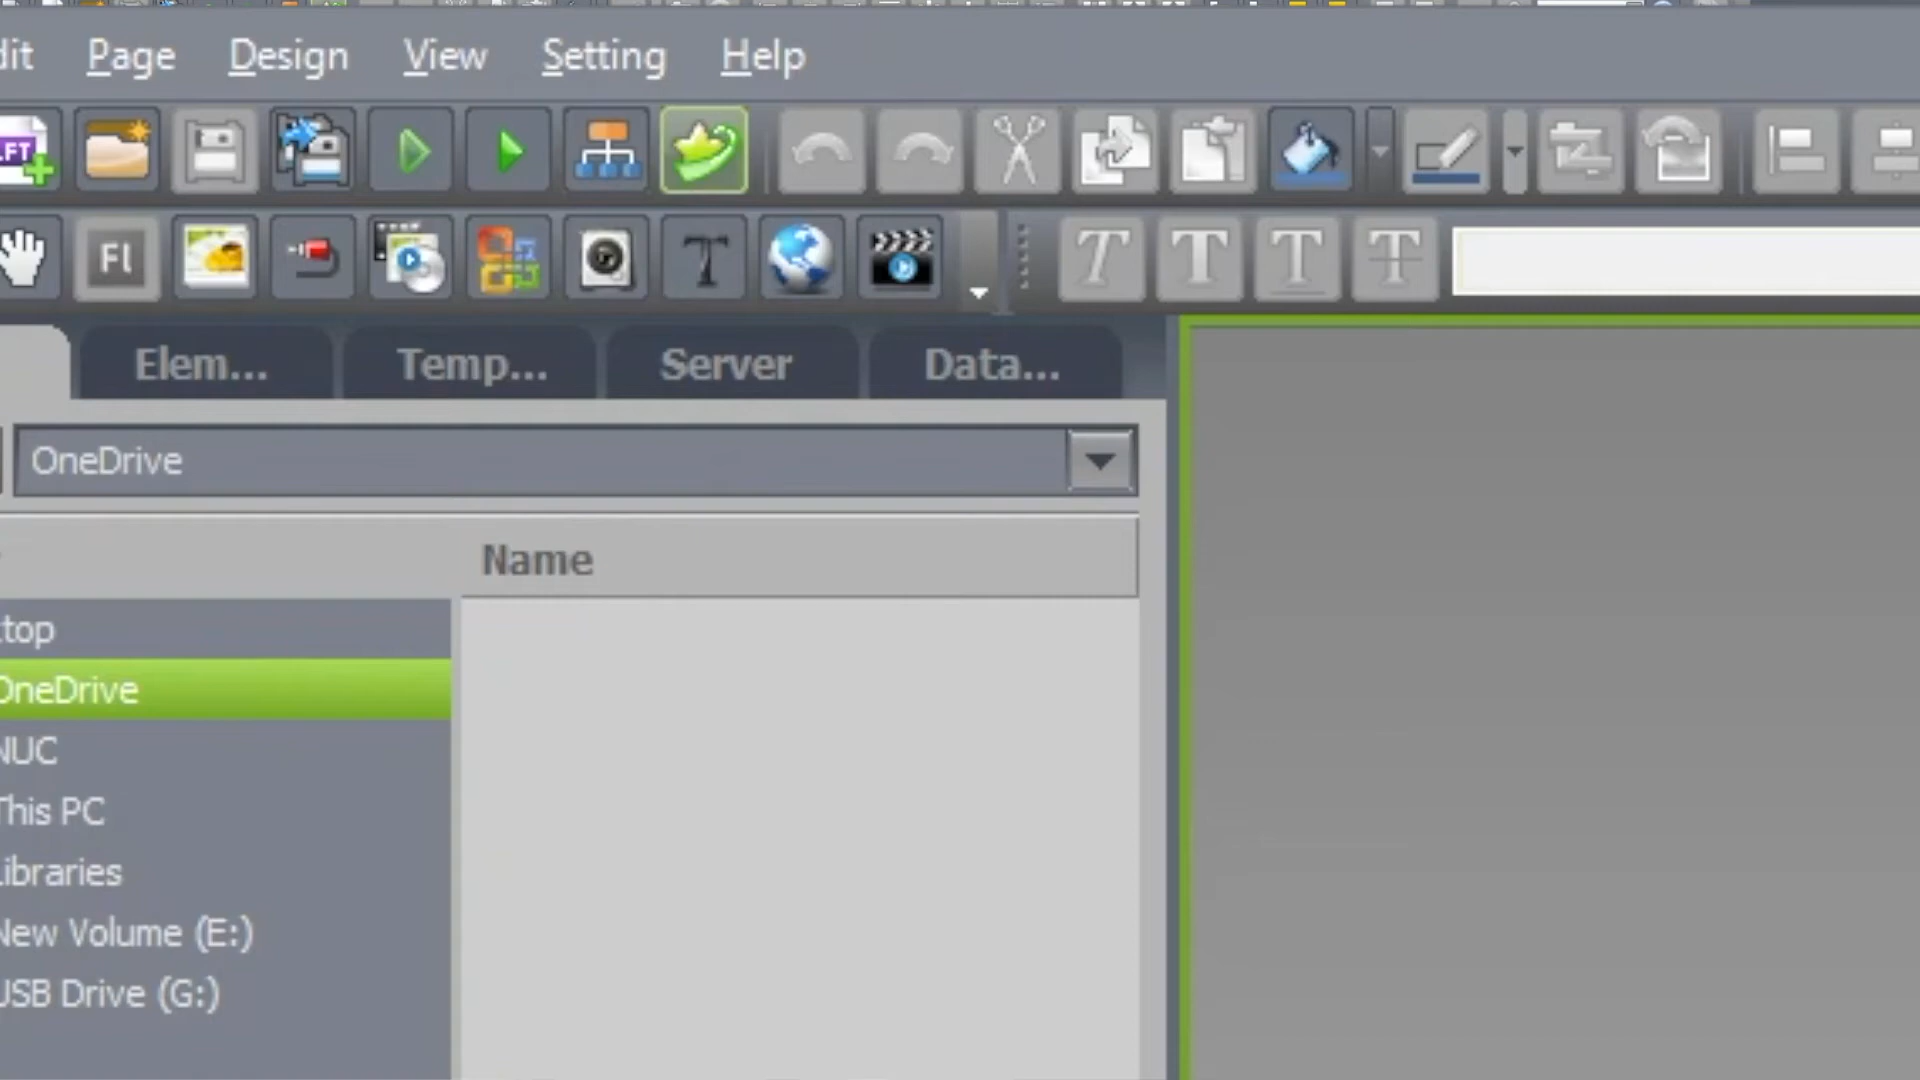 dit Page Design View Setting Help
LFT
Fl T T T T T
Elem... Temp... Server Data...
OneDrive
Name
top
OneDrive
NUC
This PC
Libraries
New Volume (E:)
USB Drive (G:)